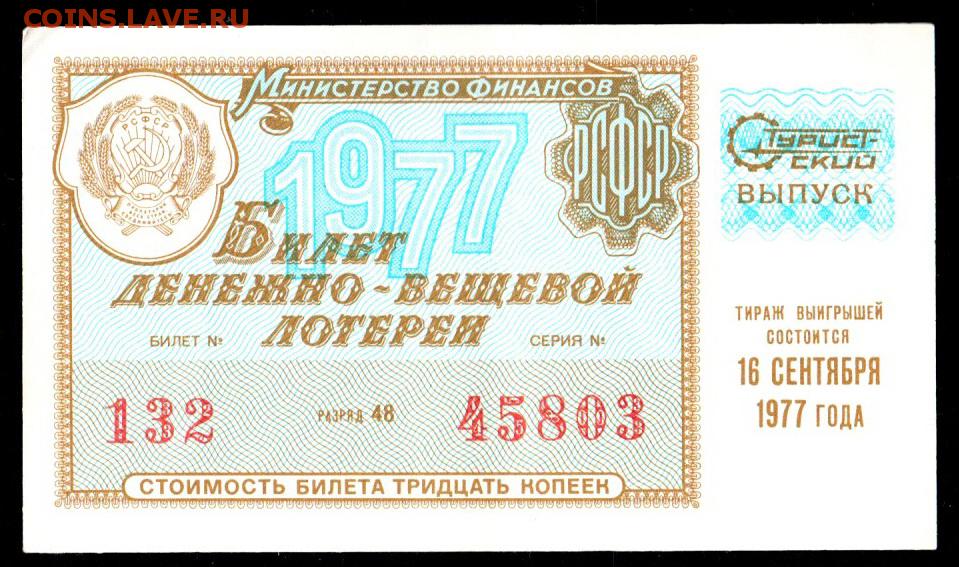 COINS.LAVE.RU
МИНИСТЕРСТВО ФИНАНСОВ
РСФСР
1977
РСФСР
БИЛЕТ
ДЕНЕЖНО-ВЕЩЕВОЙ
ЛОТЕРЕИ
БИЛЕТ №
СЕРИЯ №
132
РАЗРЯД 48
45803
СТОИМОСТЬ БИЛЕТА ТРИДЦАТЬ КОПЕЕК
ТУРИСТ-
СКИЙ
ВЫПУСК
ТИРАЖ ВЫИГРЫШЕЙ
СОСТОИТСЯ
16 СЕНТЯБРЯ
1977 ГОДА